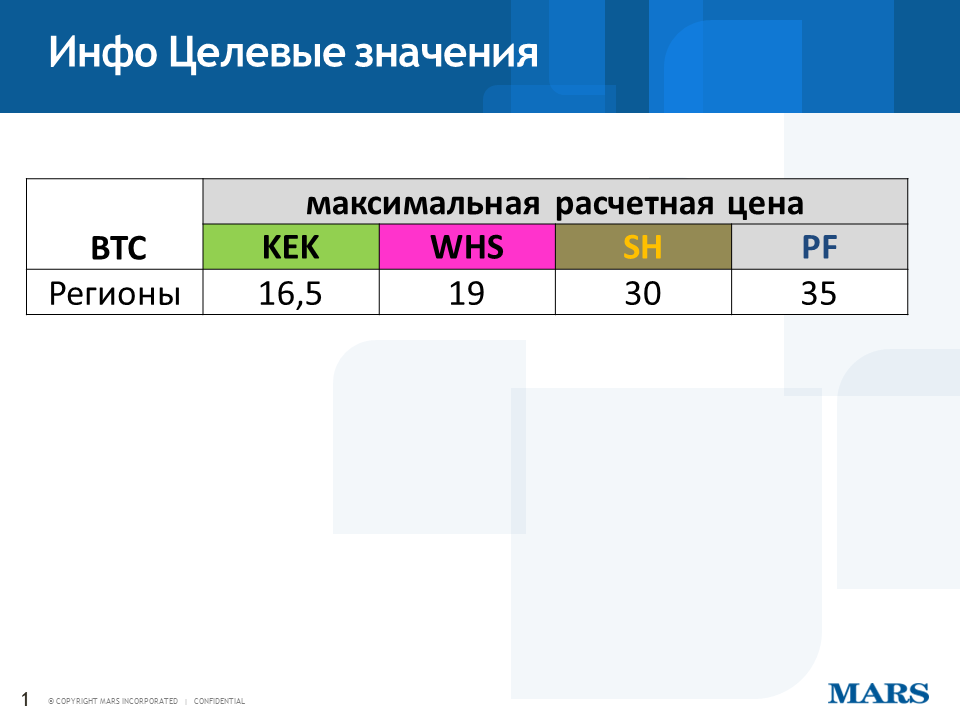 Инфо Целевые значения
максимальная расчетная цена
ВТС KEK WHS SH PF
Регионы 16,5 19 30 35
1 © COPYRIGHT MARS INCORPORATED | CONFIDENTIAL
MARS